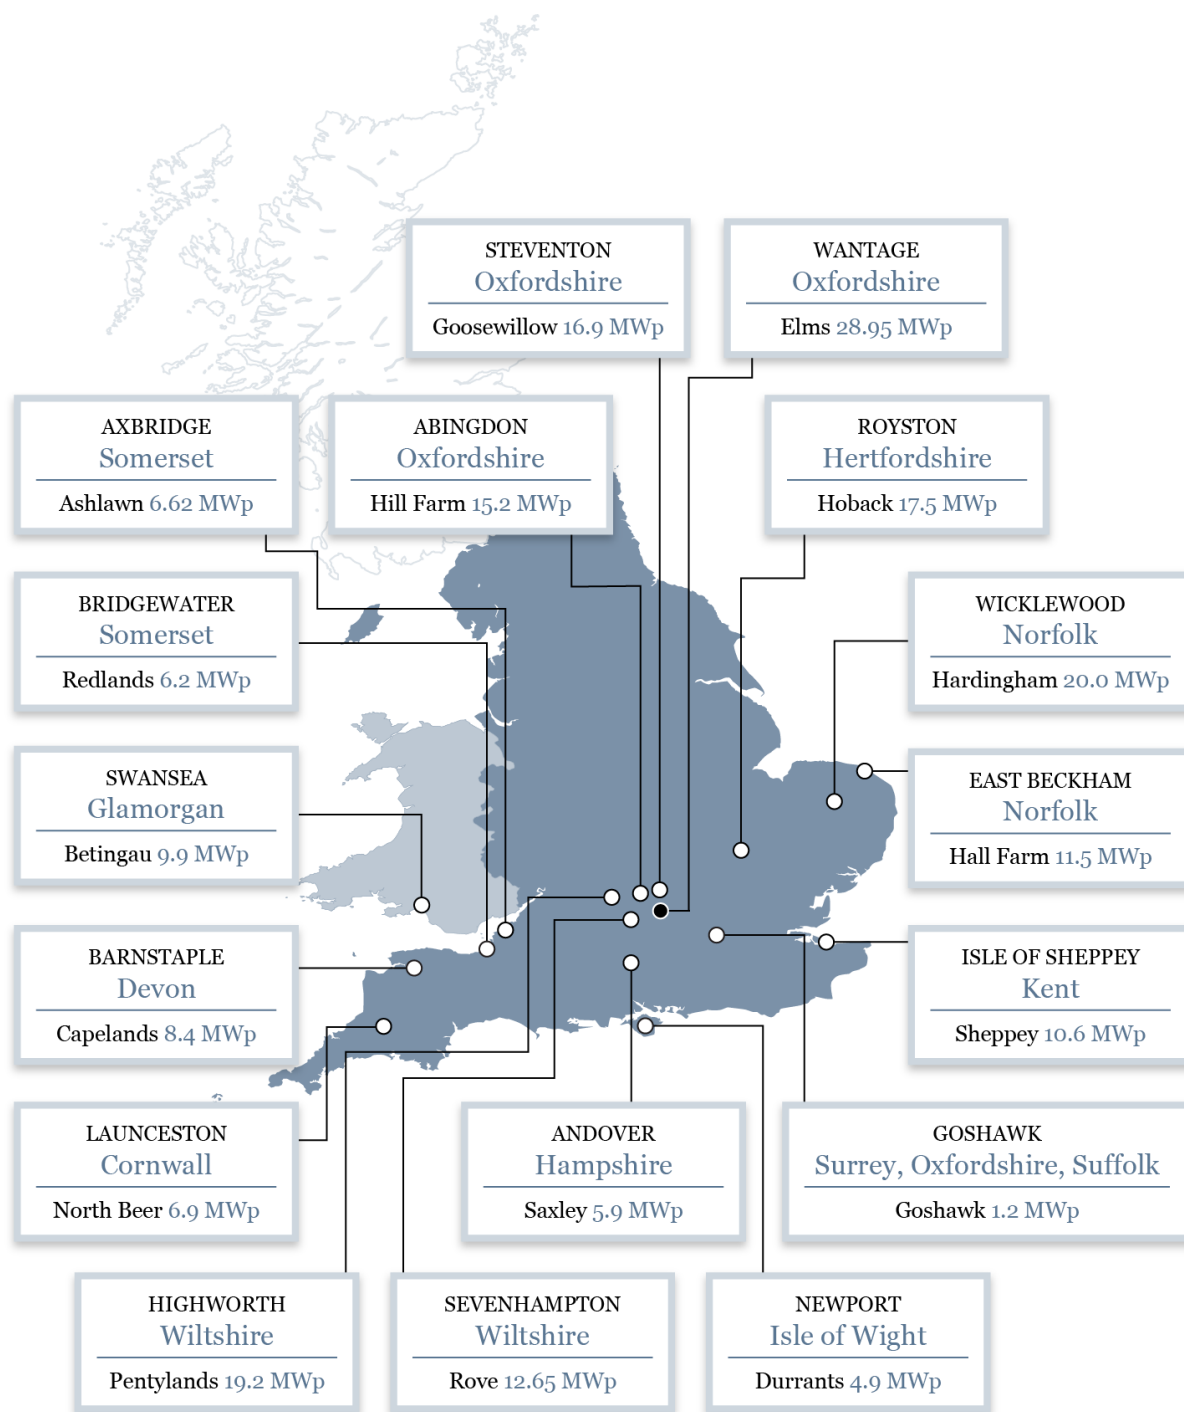 STEVENTON
Oxfordshire
Goosewillow 16.9 MWp
WANTAGE
Oxfordshire
Elms 28.95 MWp
AXBRIDGE
Somerset
Ashlawn 6.62 MWp
ABINGDON
Oxfordshire
Hill Farm 15.2 MWp
ROYSTON
Hertfordshire
Hoback 17.5 MWp
BRIDGEWATER
Somerset
Redlands 6.2 MWp
WICKLEWOOD
Norfolk
Hardingham 20.0 MWp
SWANSEA
Glamorgan
Betingau 9.9 MWp
EAST BECKHAM
Norfolk
Hall Farm 11.5 MWp
BARNSTAPLE
Devon
Capelands 8.4 MWp
ISLE OF SHEPPEY
Kent
Sheppey 10.6 MWp
LAUNCESTON
Cornwall
North Beer 6.9 MWp
ANDOVER
Hampshire
Saxley 5.9 MWp
GOSHAWK
Surrey, Oxfordshire, Suffolk
Goshawk 1.2 MWp
HIGHWORTH
Wiltshire
Pentylands 19.2 MWp
SEVENHAMPTON
Wiltshire
Rove 12.65 MWp
NEWPORT
Isle of Wight
Durrants 4.9 MWp